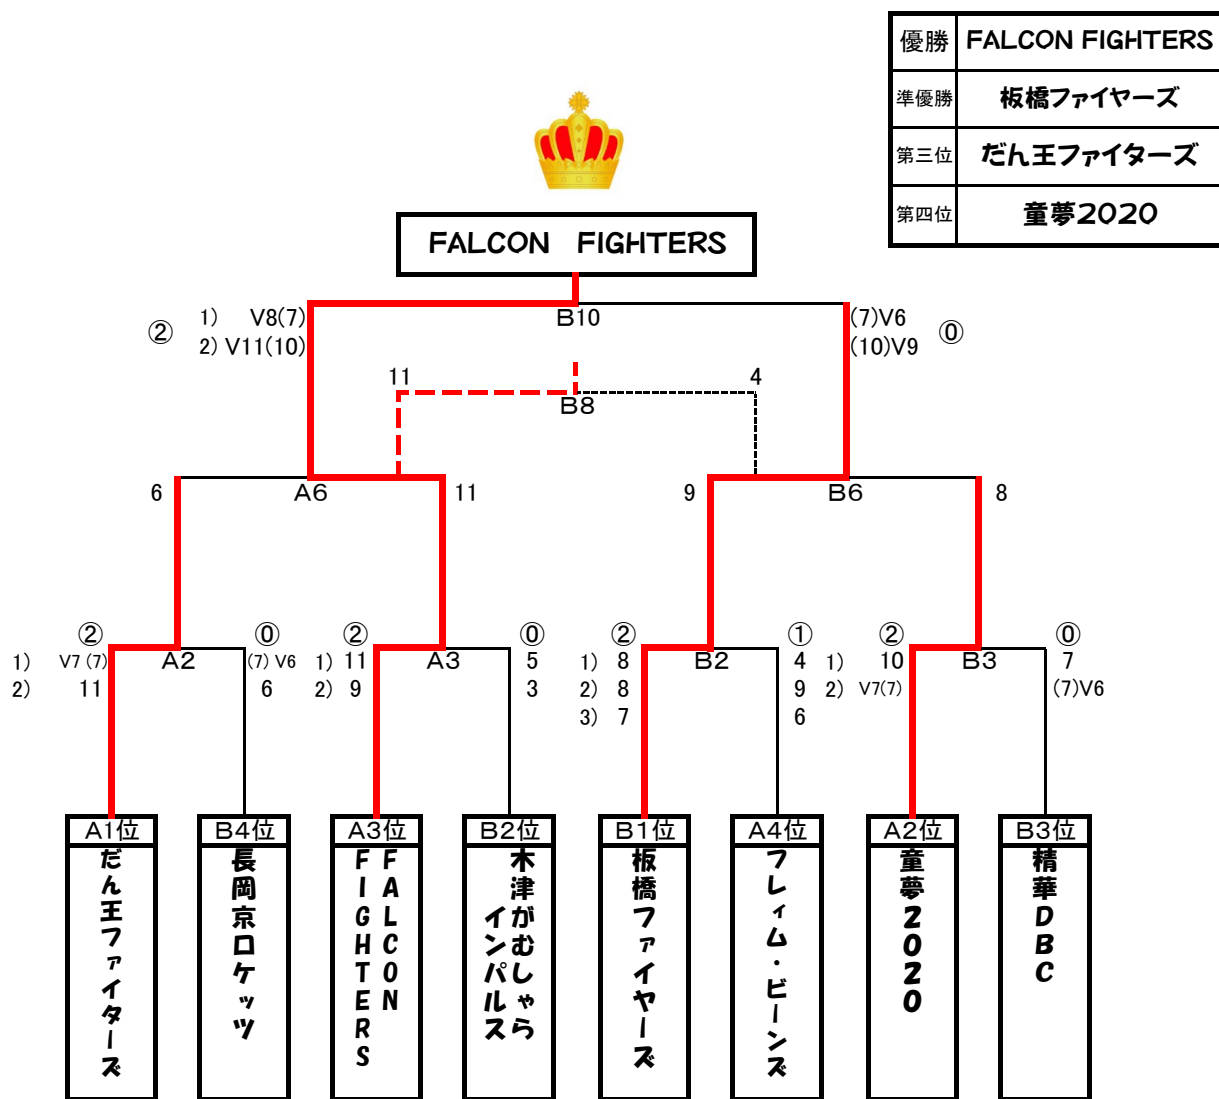 優勝 FALCON FIGHTERS
準優勝 板橋ファイヤーズ
第三位 だん王ファイターズ
第四位 童夢2020
FALCON FIGHTERS
② 1) V8(7) B10 (7)V6 ⓪
2) V11(10) (10)V9
11 B8 4
6 A6 11 9 B6 8
② ⓪ ② ⓪ ② ① ② ⓪
1) V7(7) A2 (7)V6 1) 11 A3 5 1) 8 B2 4 1) 10 B3 7
2) 11 6 2) 9 3 2) 8 9 2) V7(7) (7)V6
3) 7 6
A1位 B4位 A3位 B2位 B1位 A4位 A2位 B3位
だん王ファイターズ
長岡京ロケッツ
FALCON
FIGHTERS
木津がむしゃら
インパルス
板橋ファイヤーズ
フレィム・ビーンズ
童夢2020
精華DBC